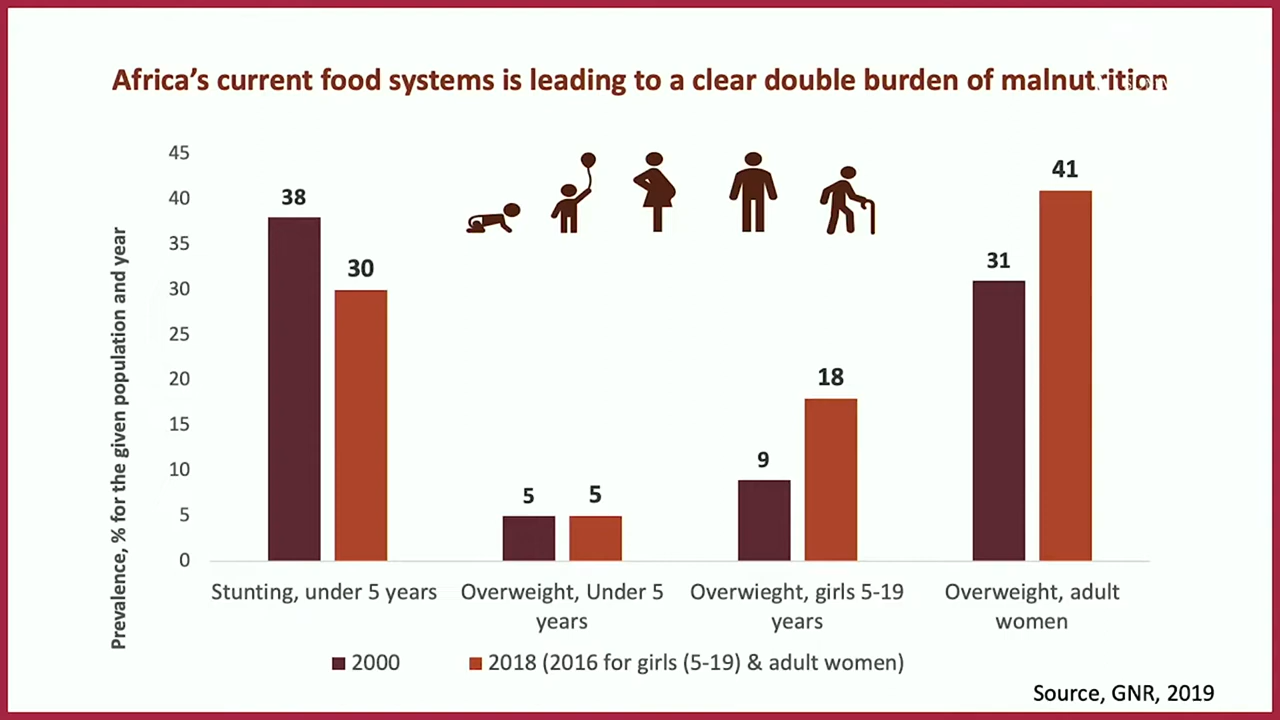 Africa's current food systems is leading to a clear double burden of malnutrition
Prevalence, % for the given population and year
45
40
35
30
25
20
15
10
5
0
38
30
5
5
9
18
31
41
Stunting, under 5 years
Overweight, Under 5
years
Overwieght, girls 5-19
years
Overweight, adult
women
2000
2018 (2016 for girls (5-19) & adult women)
Source, GNR, 2019